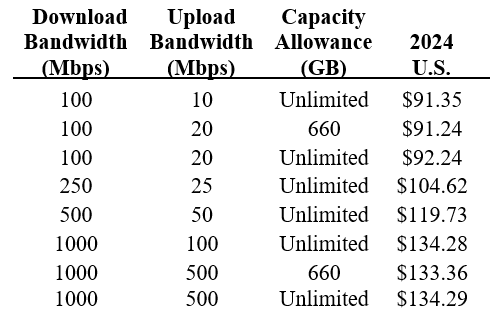 Download Upload Capacity
Bandwidth Bandwidth Allowance 2024
(Mbps) (Mbps) (GB) U.S.
100 10 Unlimited $91.35
100 20 660 $91.24
100 20 Unlimited $92.24
250 25 Unlimited $104.62
500 50 Unlimited $119.73
1000 100 Unlimited $134.28
1000 500 660 $133.36
1000 500 Unlimited $134.29